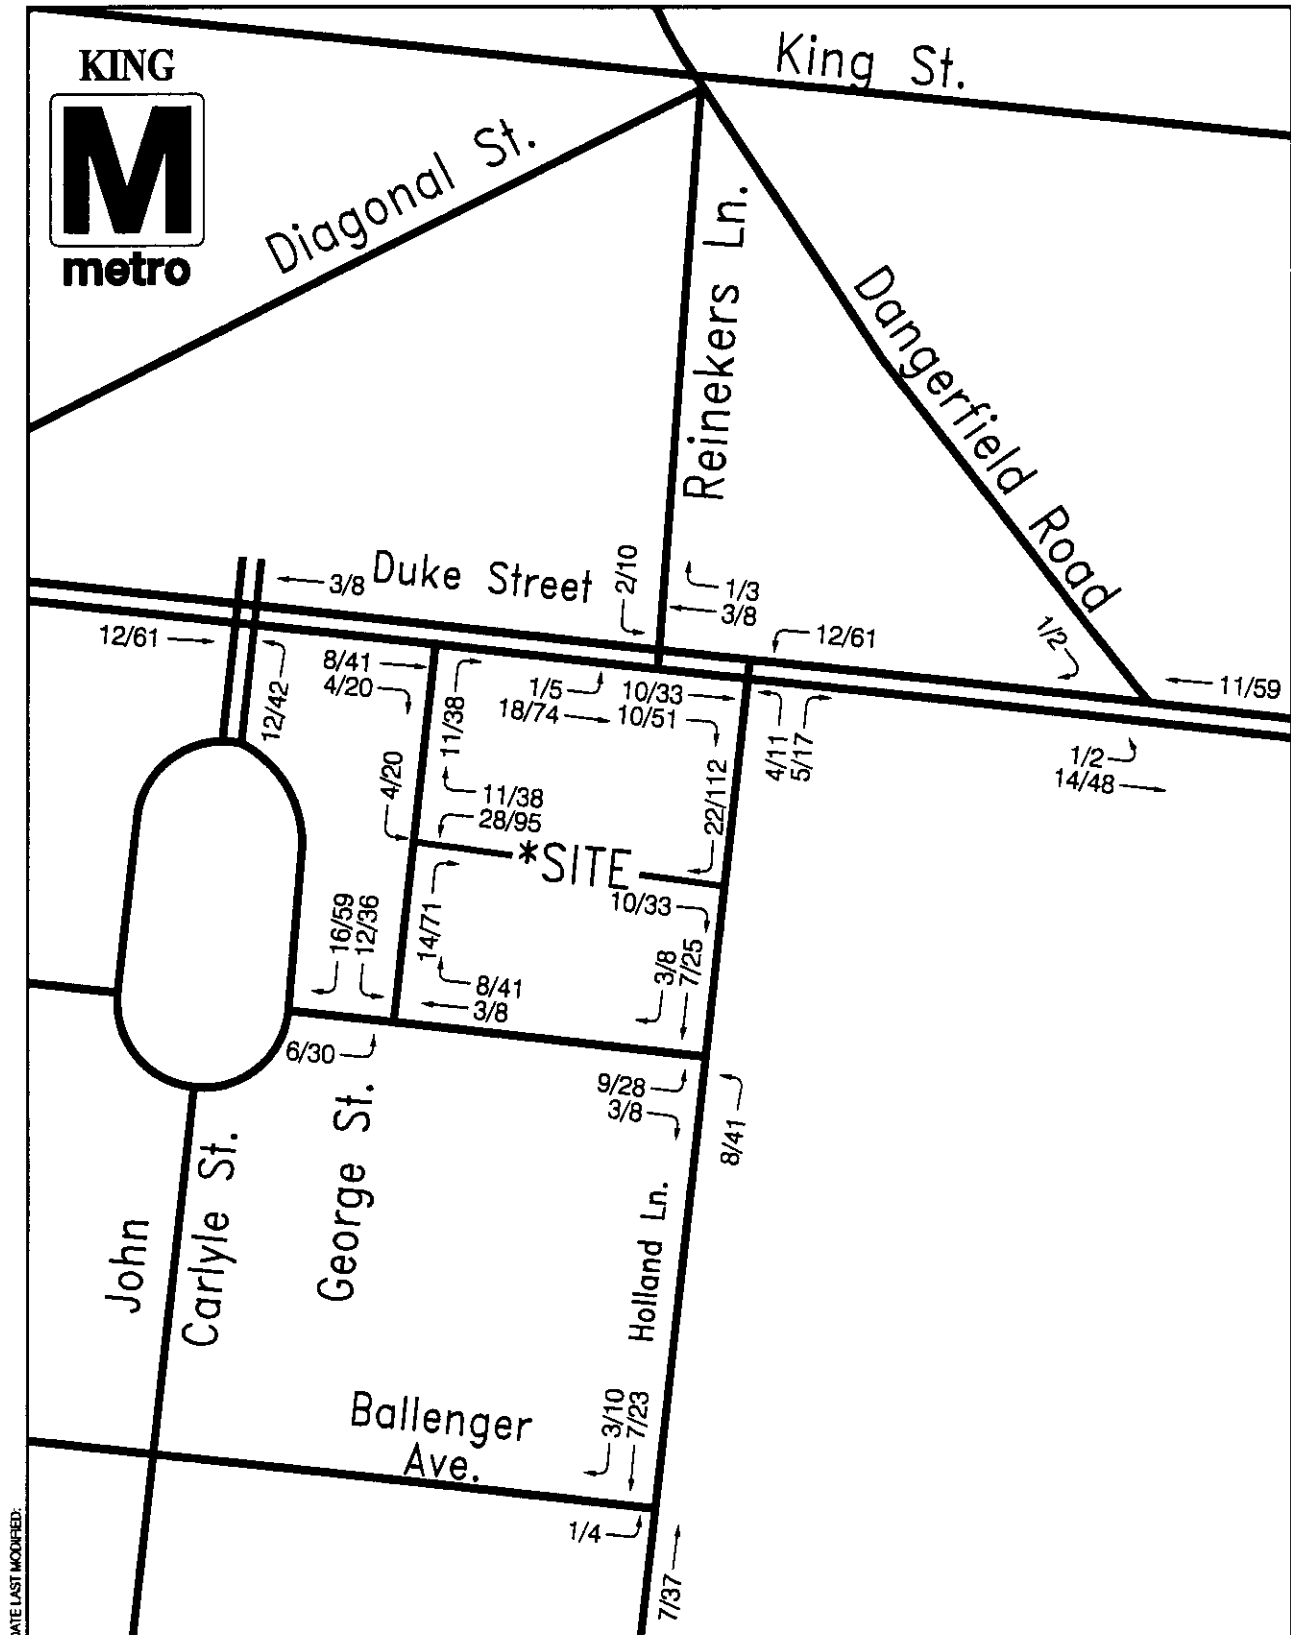 KING
M
metro
King St.
Diagonal St.
Reinekers Ln.
Dangerfield Road
Duke Street
3/8
2/10
1/3
3/8
12/61
1/2
11/59
12/61
12/42
8/41
4/20
11/38
1/5
18/74
10/33
10/51
4/11
5/17
1/2
14/48
4/20
11/38
28/95
22/112
*SITE
10/33
16/59
12/36
14/71
8/41
3/8
3/8
7/25
6/30
9/28
3/8
8/41
John
Carlyle St.
George St.
Holland Ln.
Ballenger
Ave.
3/10
7/23
1/4
7/37
DATE LAST MODIFIED: